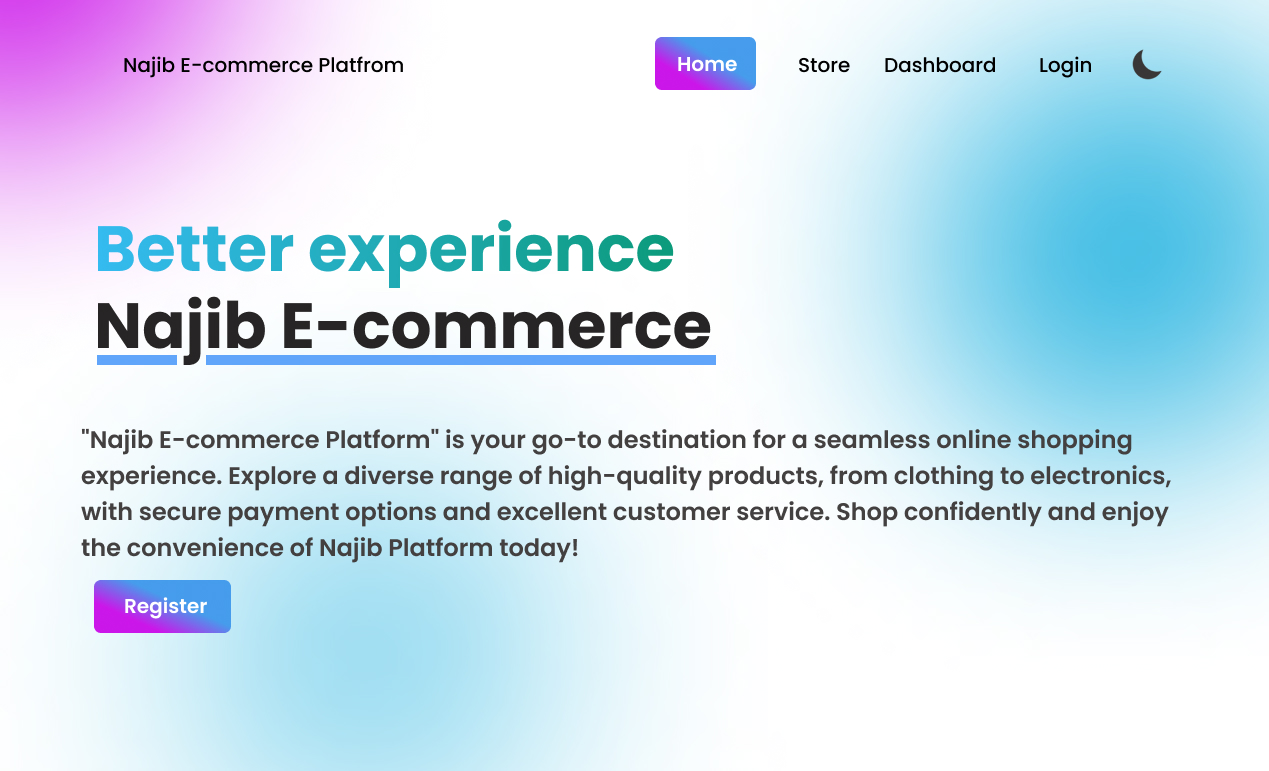 Najib E-commerce Platfrom
Home
Store
Dashboard
Login
Better experience
Najib E-commerce
"Najib E-commerce Platform" is your go-to destination for a seamless online shopping
experience. Explore a diverse range of high-quality products, from clothing to electronics,
with secure payment options and excellent customer service. Shop confidently and enjoy
the convenience of Najib Platform today!
Register